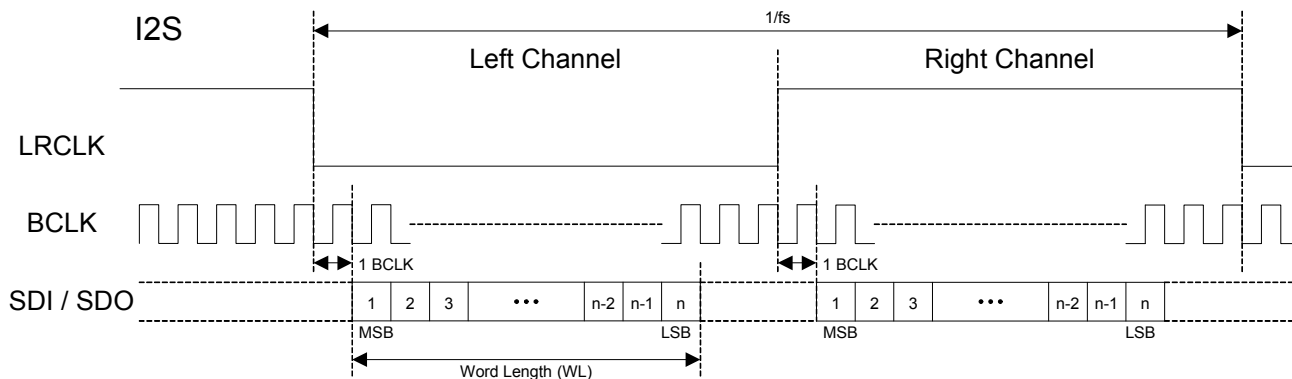 1/fs
I2S
Left Channel Right Channel
LRCLK
BCLK
1 BCLK 1 BCLK
SDI / SDO 1 2 3 ••• n-2 n-1 n 1 2 3 ••• n-2 n-1 n
MSB LSB MSB LSB
Word Length (WL)